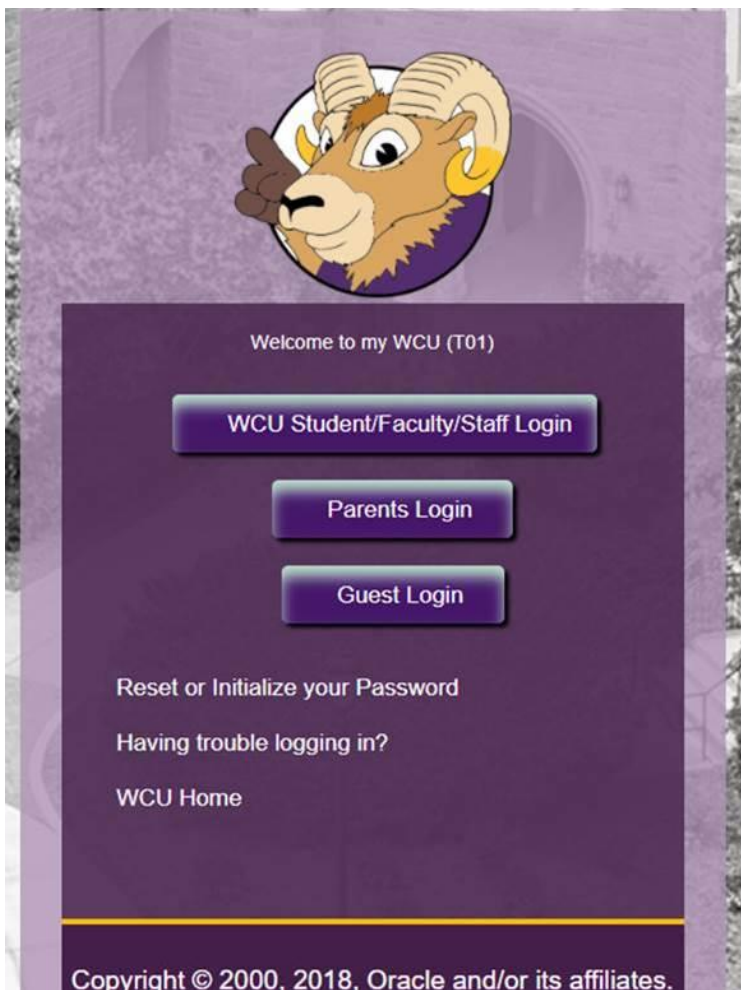 Welcome to my WCU (T01)
WCU Student/Faculty/Staff Login
Parents Login
Guest Login
Reset or Initialize your Password
Having trouble logging in?
WCU Home
Copyright © 2000, 2018, Oracle and/or its affiliates.